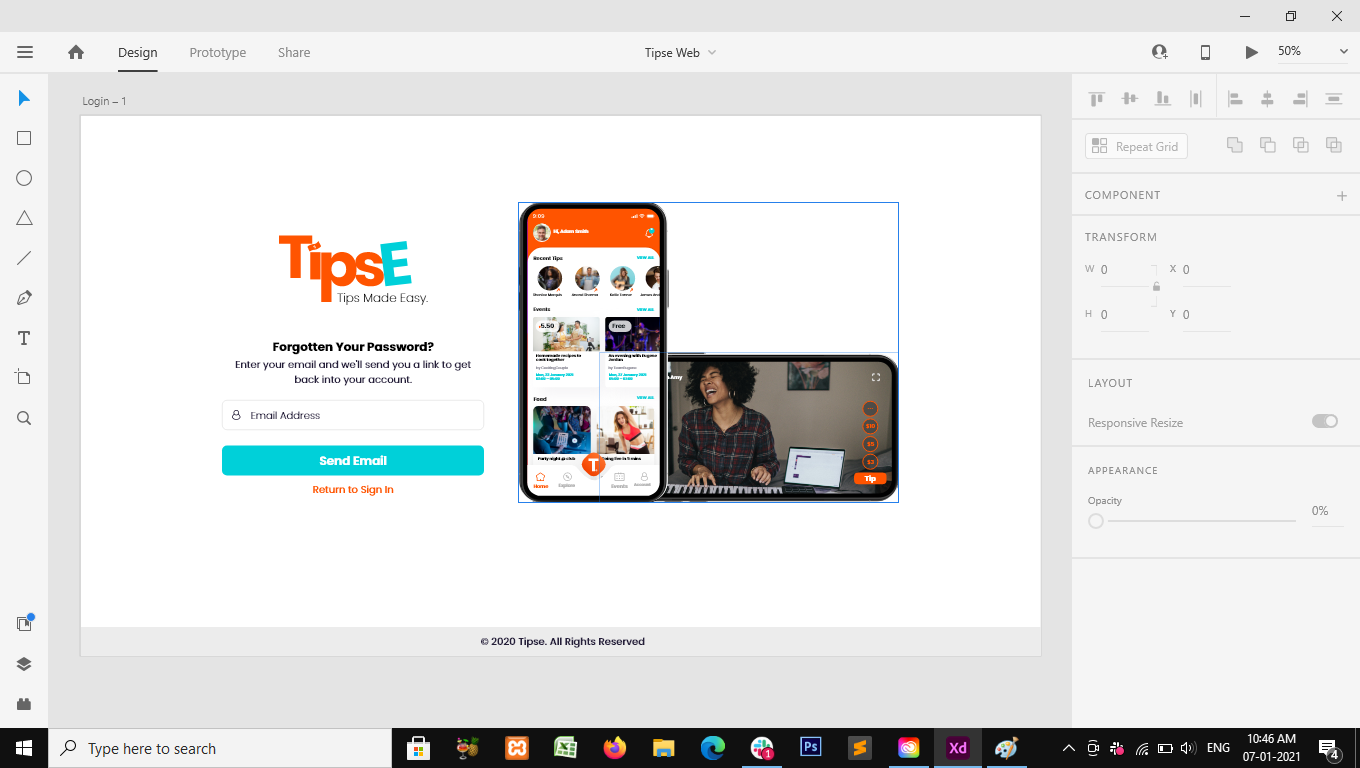 Design
Prototype
Share
Tipse Web
50%
Login – 1
TipsE
Tips Made Easy.
Forgotten Your Password?
Enter your email and we'll send you a link to get
back into your account.
Email Address
Send Email
Return to Sign In
9:09
Hi, Adam Smith
Recent Tips
View All
Events
View All
$5.50
Free
Homemade recipes to
cook together
An evening with Eugene
Jordan
Feed
View All
Party night @ club
Home
Explore
T
Events
Account
Amy
$10
$5
$2
Tip
© 2020 Tipse. All Rights Reserved
Repeat Grid
COMPONENT
TRANSFORM
W 0
X 0
H 0
Y 0
LAYOUT
Responsive Resize
APPEARANCE
Opacity
0%
Type here to search
Ps
Xd
1
ENG
10:46 AM
07-01-2021
4